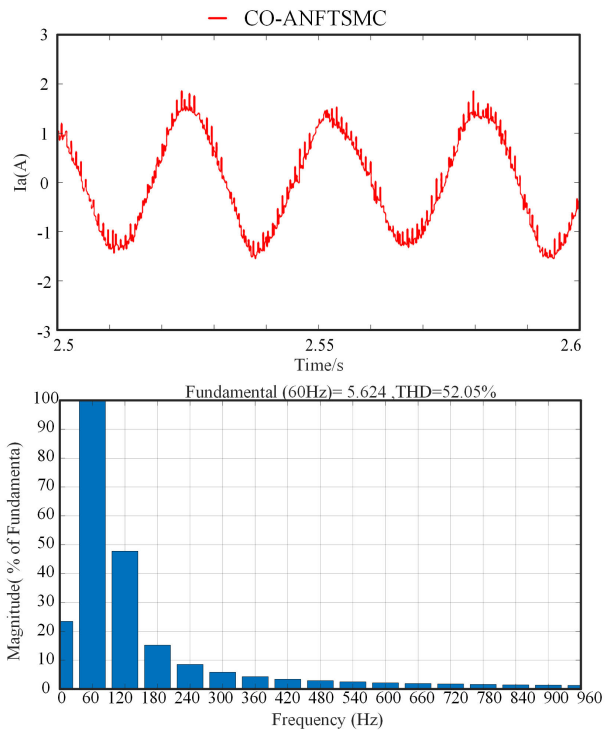 CO-ANFTSMC
3
2
1
0
-1
-2
-3
Ia(A)
2.5 2.55 2.6
Time/s
Fundamental (60Hz)= 5.624 ,THD=52.05%
100
90
80
70
60
50
40
30
20
10
0
Magnitude( % of Fundamenta)
0 60 120 180 240 300 360 420 480 540 600 660 720 780 840 900 960
Frequency (Hz)